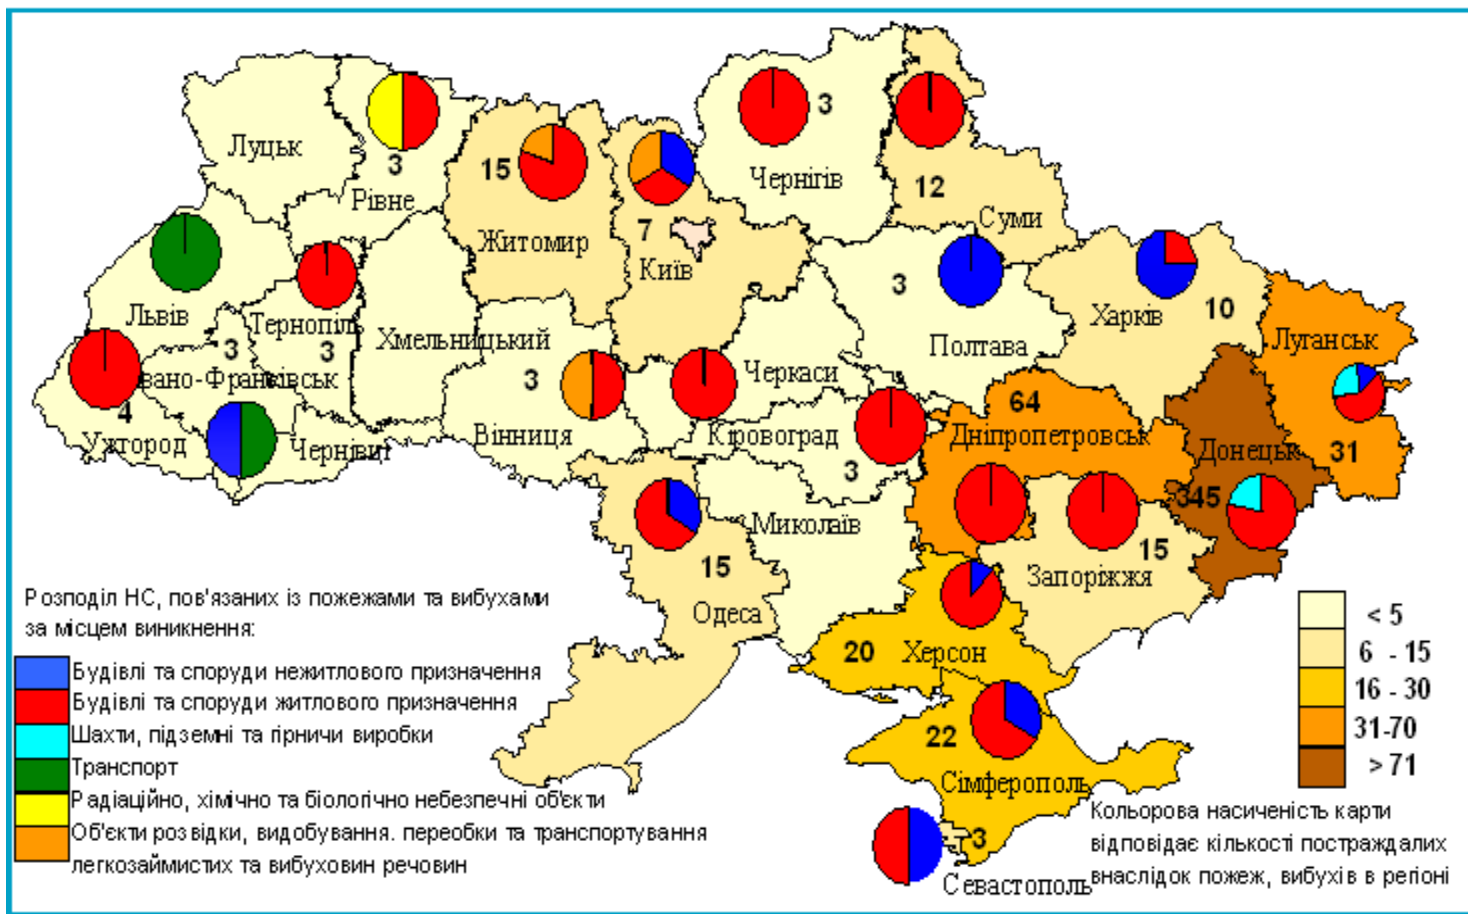 Луцьк
3
Рівне
15
Житомир
7
Київ
3
Чернігів
12
Суми
Львів
Тернопіль
3
3
Хмельницький
3
Полтава
Харків
10
Луганськ
31
4
Ужгород
вано-Франківськ
Чернівці
3
Вінниця
Черкаси
Кіровоград
3
64
Дніпропетровськ
Донецьк
345
Миколаїв
15
Запоріжжя
15
Одеса
20
Херсон
22
Сімферополь
3
Севастополь
Розподіл НС, пов'язаних із пожежами та вибухами
за місцем виникнення:
Будівлі та споруди нежитлового призначення
Будівлі та споруди житлового призначення
Шахти, підземні та гірничи виробки
Транспорт
Радіаційно, хімічно та біологічно небезпечні об'єкти
Об'єкти розвідки, видобування. переобки та транспортування
легкозаймистих та вибуховин речовин
< 5
6 - 15
16 - 30
31-70
> 71
Кольорова насиченість карти
відповідає кількості постраждалих
внаслідок пожеж, вибухів в регіоні